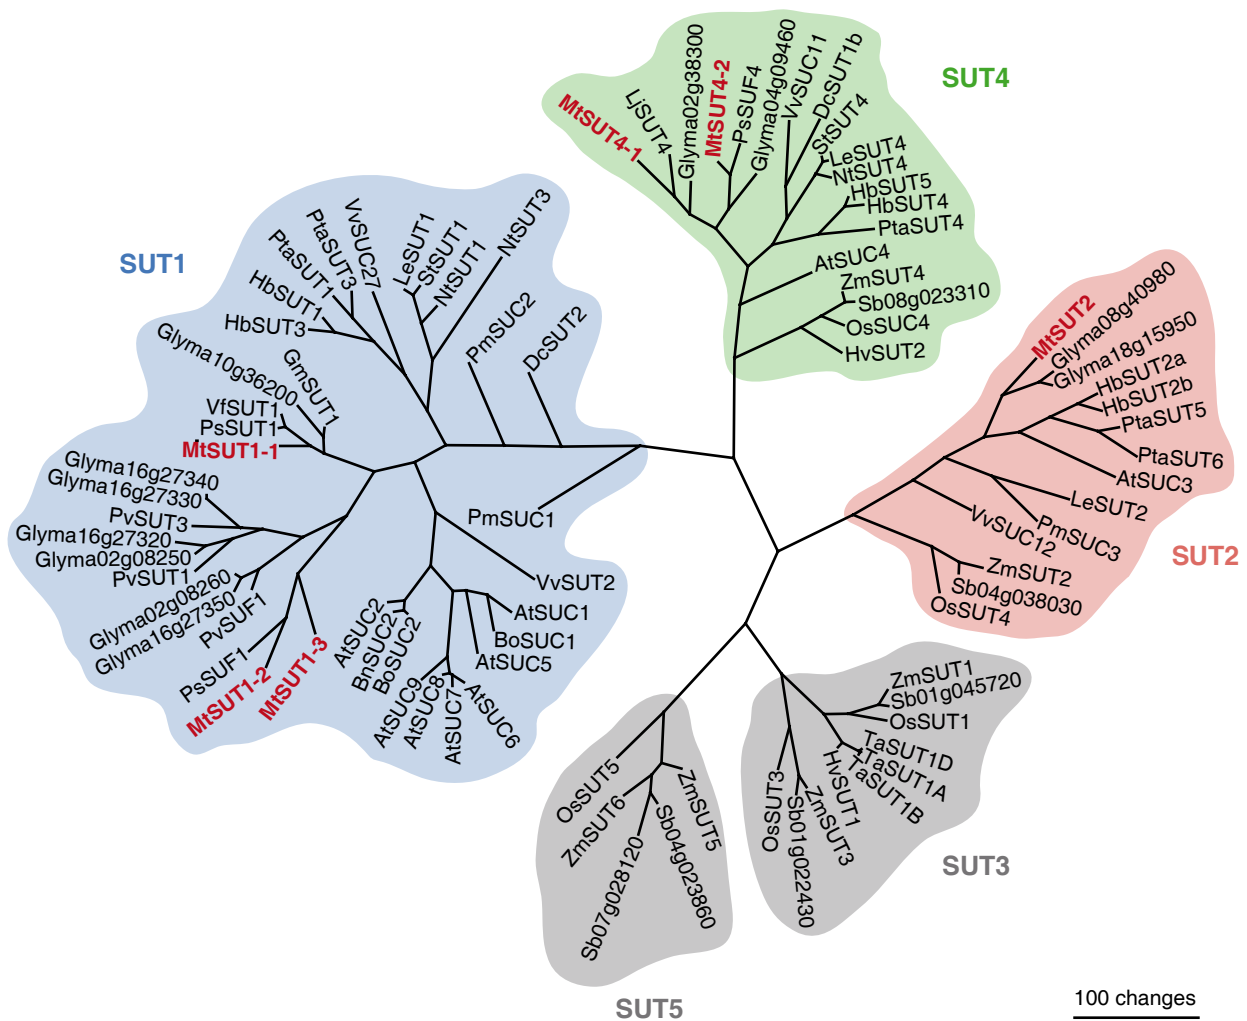 SUT4
MtSUT4-1
LjSUT4
Glyma02g38300
MtSUT4-2
PsSUF4
Glyma04g09460
VvSUC11
DcSUT1b
StSUT4
LeSUT4
NtSUT4
HbSUT5
HbSUT4
PtaSUT4
AtSUC4
ZmSUT4
Sb08g023310
OsSUC4
HvSUT2
SUT1
NtSUT3
NtSUT1
StSUT1
LeSUT1
VvSUC27
PtaSUT3
PtaSUT1
HbSUT1
HbSUT3
PmSUC2
DcSUT2
Glyma10g36200
GmSUT1
VfSUT1
PsSUT1
MtSUT1-1
Glyma16g27340
Glyma16g27330
PvSUT3
Glyma16g27320
Glyma02g08250
PvSUT1
Glyma02g08260
Glyma16g27350
PvSUF1
PsSUF1
MtSUT1-2
MtSUT1-3
PmSUC1
VvSUT2
AtSUC2
BnSUC2
BoSUC2
AtSUC1
BoSUC1
AtSUC5
AtSUC9
AtSUC8
AtSUC7
AtSUC6
MtSUT2
Glyma08g40980
Glyma18g15950
HbSUT2a
HbSUT2b
PtaSUT5
PtaSUT6
AtSUC3
LeSUT2
PmSUC3
VvSUC12
ZmSUT2
Sb04g038030
OsSUT4
SUT2
ZmSUT1
Sb01g045720
OsSUT1
TaSUT1D
TaSUT1A
TaSUT1B
HvSUT1
ZmSUT3
Sb01g022430
OsSUT3
SUT3
OsSUT5
ZmSUT6
Sb07g028120
Sb04g023860
ZmSUT5
SUT5
100 changes